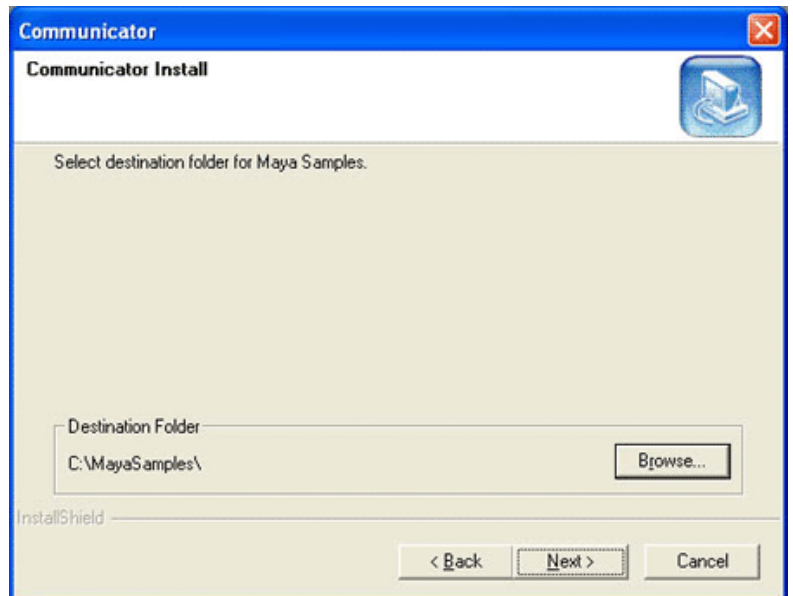 Communicator
Communicator Install
Select destination folder for Maya Samples.
Destination Folder
C:\MayaSamples\
Browse...
InstallShield
< Back
Next >
Cancel